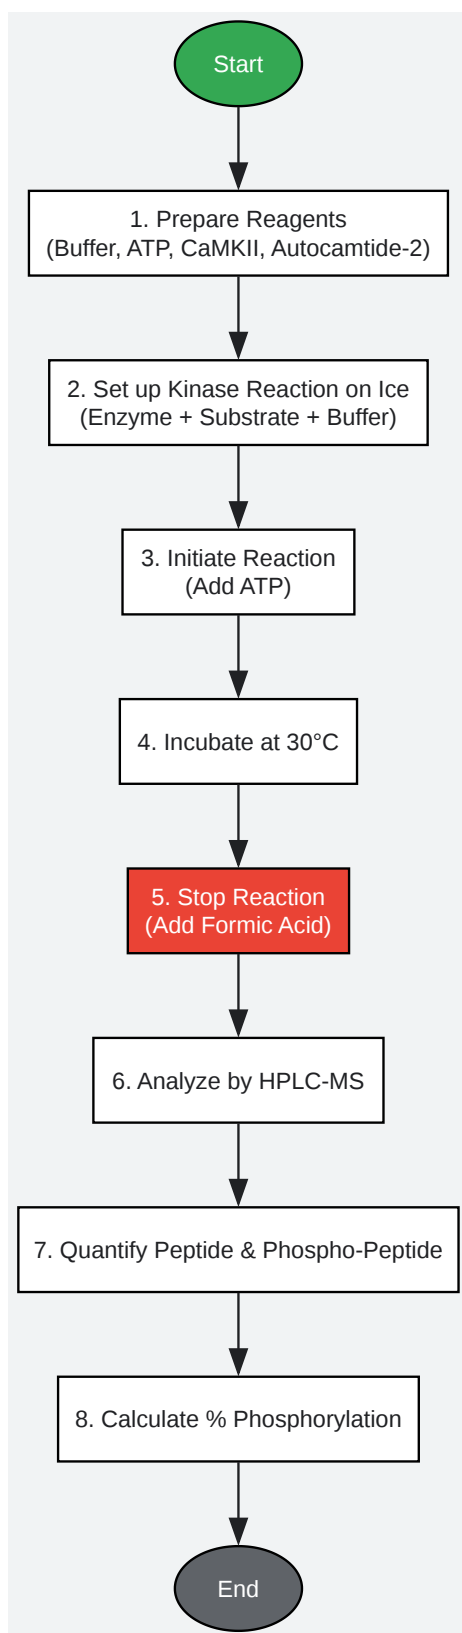 Start
1. Prepare Reagents
(Buffer, ATP, CaMKII, Autocamtide-2)
2. Set up Kinase Reaction on Ice
(Enzyme + Substrate + Buffer)
3. Initiate Reaction
(Add ATP)
4. Incubate at 30°C
5. Stop Reaction
(Add Formic Acid)
6. Analyze by HPLC-MS
7. Quantify Peptide & Phospho-Peptide
8. Calculate % Phosphorylation
End